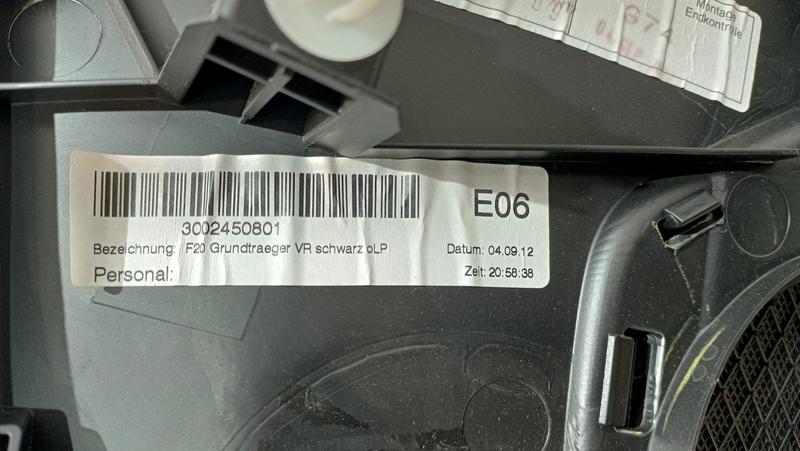 Montage
Endkontrolle
E06
3002450801
Bezeichnung: F20 Grundtraeger VR schwarz oLP
Datum: 04.09.12
Personal:
Zeit: 20:58:38